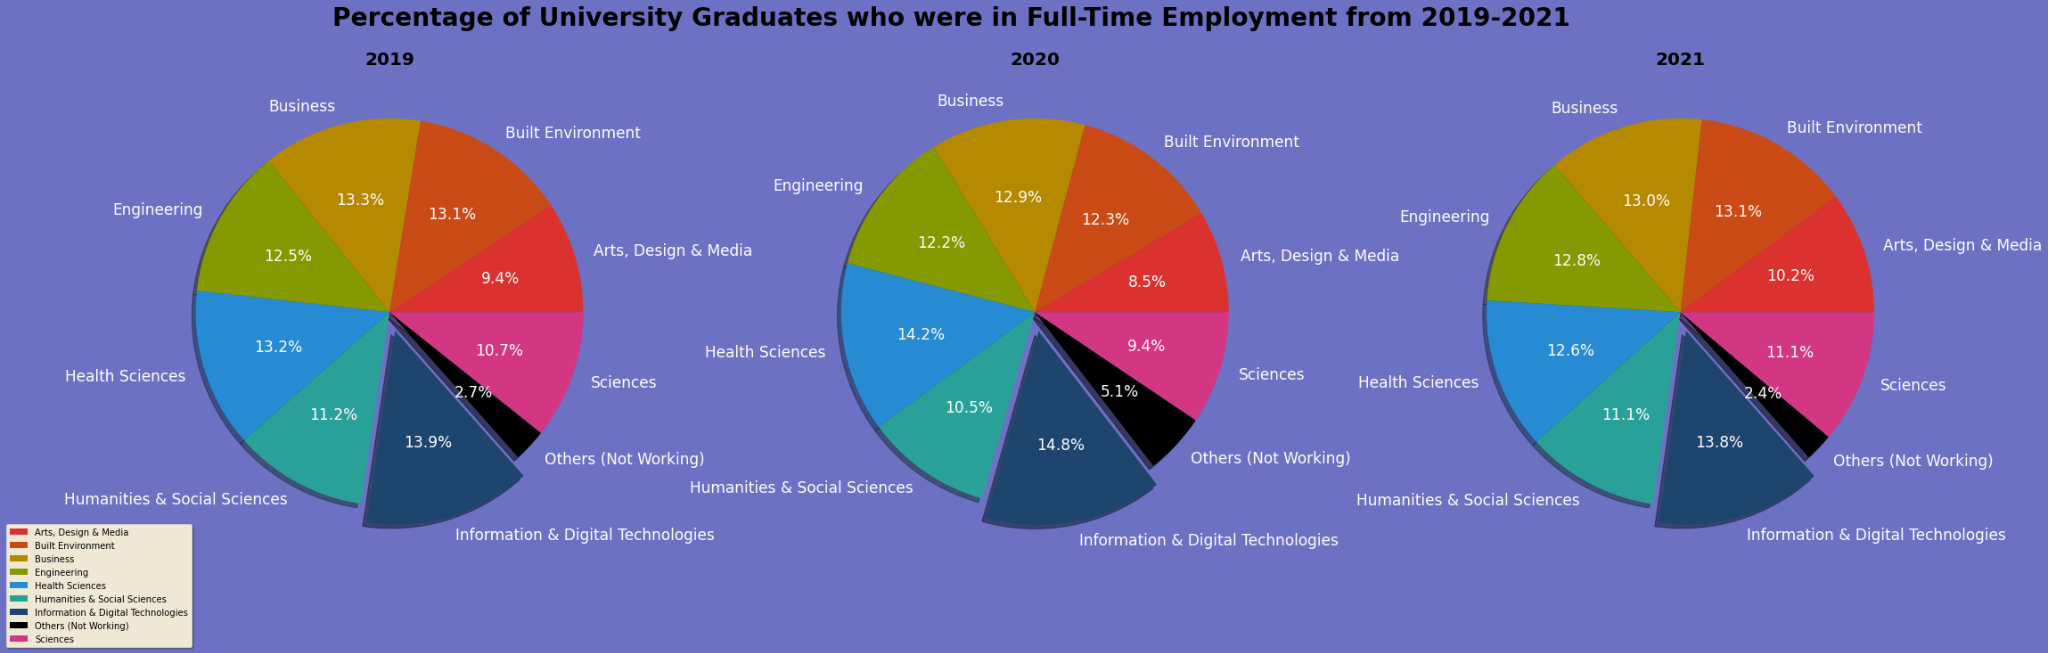 Percentage of University Graduates who were in Full-Time Employment from 2019-2021
2019
Business
Built Environment
Engineering
Arts, Design & Media
Health Sciences
Sciences
Humanities & Social Sciences
Others (Not Working)
Information & Digital Technologies
13.3%
13.1%
12.5%
9.4%
13.2%
10.7%
11.2%
2.7%
13.9%
2020
Business
Built Environment
Engineering
Arts, Design & Media
Health Sciences
Sciences
Humanities & Social Sciences
Others (Not Working)
Information & Digital Technologies
12.9%
12.3%
12.2%
8.5%
14.2%
9.4%
10.5%
5.1%
14.8%
2021
Business
Built Environment
Engineering
Arts, Design & Media
Health Sciences
Sciences
Humanities & Social Sciences
Others (Not Working)
Information & Digital Technologies
13.0%
13.1%
12.8%
10.2%
12.6%
11.1%
11.1%
2.4%
13.8%
Arts, Design & Media
Built Environment
Business
Engineering
Health Sciences
Humanities & Social Sciences
Information & Digital Technologies
Others (Not Working)
Sciences